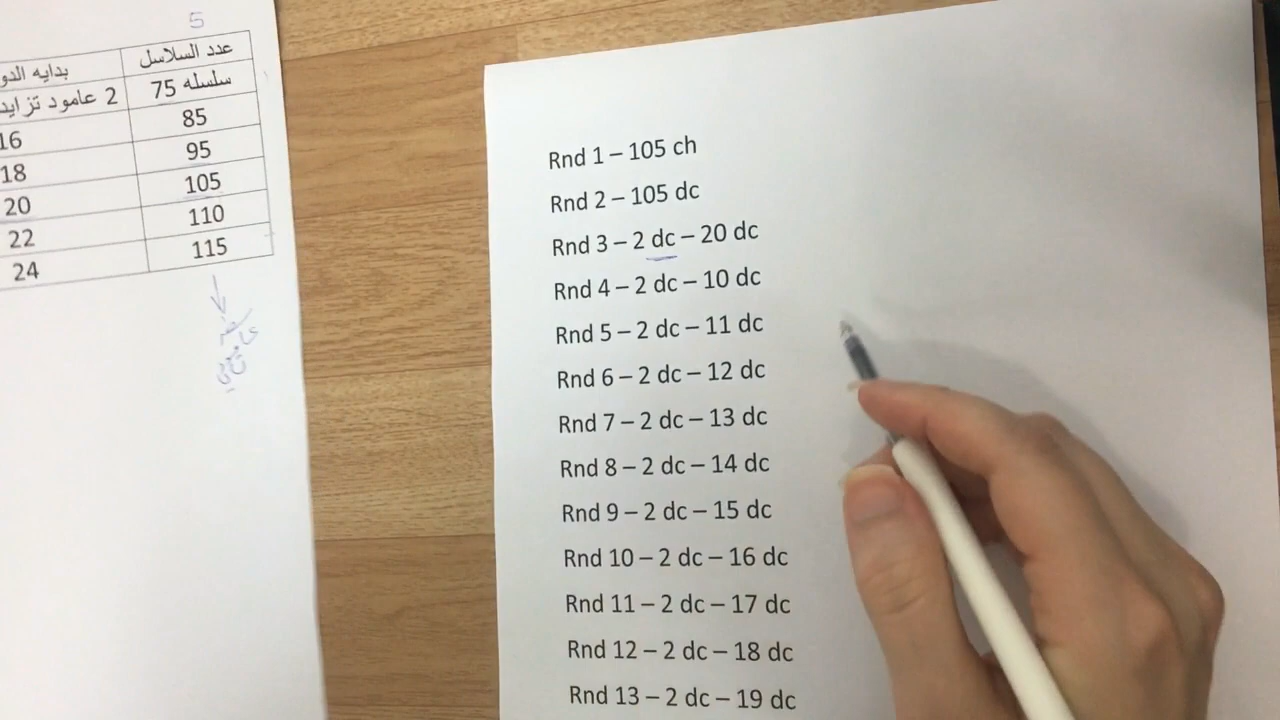 5
عدد السلاسل بدايه الدو
سلسله 75 2 عامود تزايد
85 16
95 18
105 20
110 22
115 24
Rnd 1 – 105 ch
Rnd 2 – 105 dc
Rnd 3 – 2 dc – 20 dc
Rnd 4 – 2 dc – 10 dc
Rnd 5 – 2 dc – 11 dc
Rnd 6 – 2 dc – 12 dc
Rnd 7 – 2 dc – 13 dc
Rnd 8 – 2 dc – 14 dc
Rnd 9 – 2 dc – 15 dc
Rnd 10 – 2 dc – 16 dc
Rnd 11 – 2 dc – 17 dc
Rnd 12 – 2 dc – 18 dc
Rnd 13 – 2 dc – 19 dc